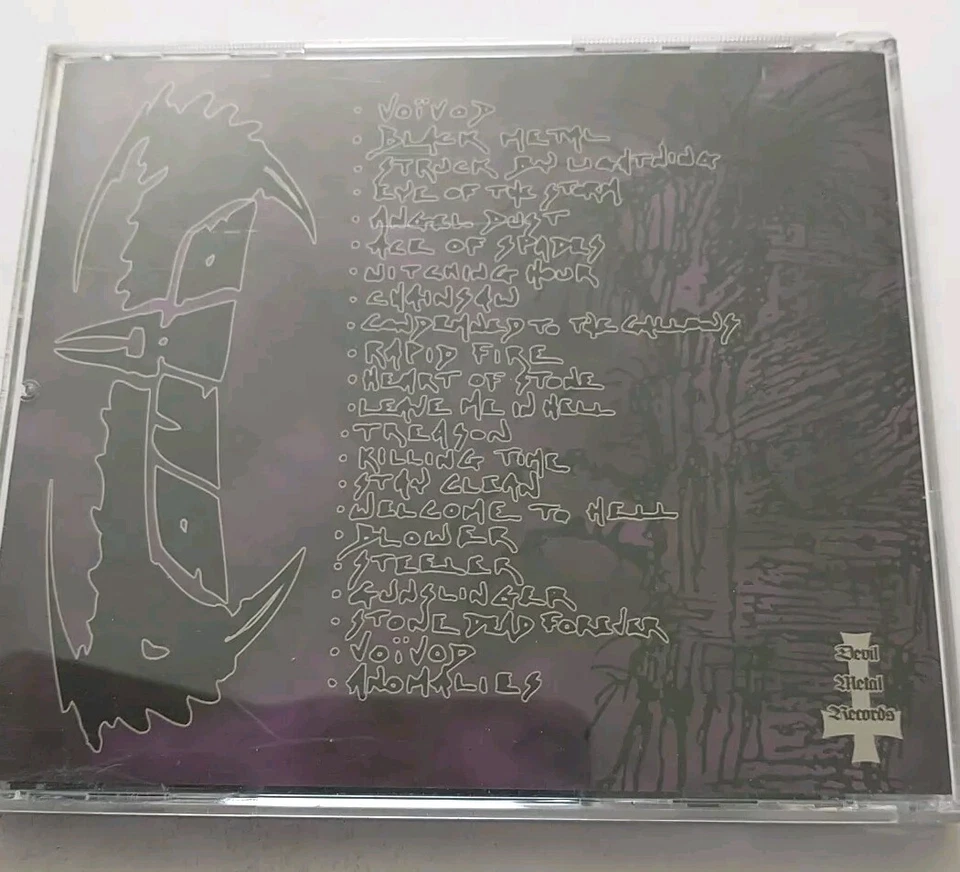 · VOÏVOD
· BLACK METAL
· STRUCK BY LIGHTNING
· EYE OF THE STORM
· ANGEL DUST
· ACE OF SPADES
· WITCHING HOUR
· CHAINSAW
· CONDEMNED TO THE GALLOWS
· RAPID FIRE
· HEART OF STONE
· LEAVE ME IN HELL
· TREASON
· KILLING TIME
· STAY CLEAN
· WELCOME TO HELL
· BLOWER
· STEELER
· GUNSLINGER
· STONE DEAD FOREVER
· VOÏVOD
· ANOMALIES
Devil
Metal
Records